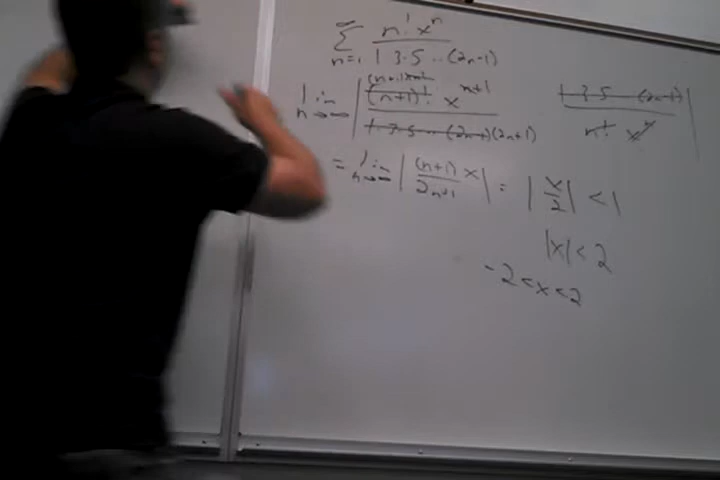 ∞ n! xⁿ
Σ ─────────────
n=1 1·3·5 ... (2n-1)
lim | (n+1)! xⁿ⁺¹ / 1·3·5 ... (2n-1)(2n+1) 1·3·5 ... (2n-1) / n! xⁿ |
n→∞
= lim n→∞ | (n+1) x / 2n+1 | = | x/2 | < 1
|x| < 2
-2 < x < 2